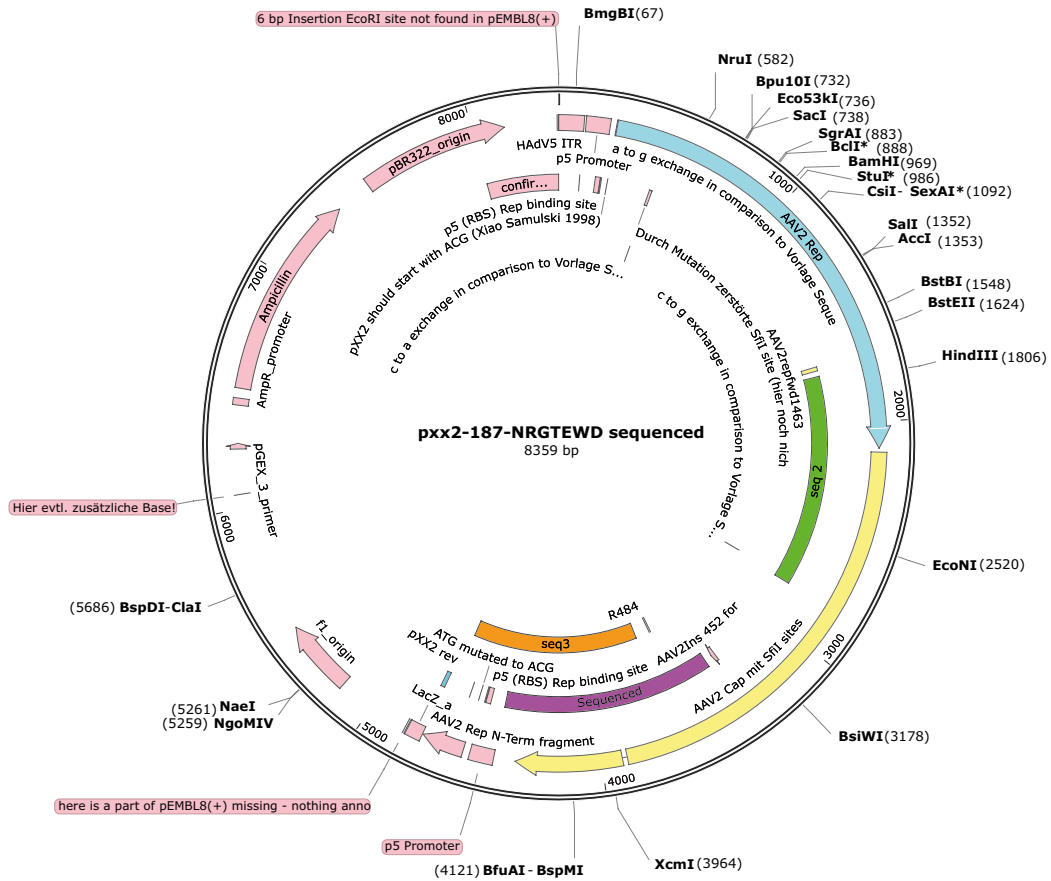 6 bp Insertion EcoRI site not found in pEMBL8(+)
BmgBI (67)
NruI (582)
Bpu10I (732)
Eco53kI (736)
SacI (738)
SgrAI (883)
BclI* (888)
BamHI (969)
StuI* (986)
CsiI - SexAI* (1092)
SalI (1352)
AccI (1353)
BstBI (1548)
BstEII (1624)
HindIII (1806)
EcoNI (2520)
BsiWI (3178)
XcmI (3964)
(4121) BfuAI - BspMI
p5 Promoter
here is a part of pEMBL8(+) missing - nothing anno
(5259) NgoMIV
(5261) NaeI
(5686) BspDI - ClaI
Hier evtl. zusätzliche Base!
1000
2000
3000
4000
5000
6000
7000
8000
HAdV5 ITR
p5 Promoter
confir...
p5 (RBS) Rep binding site
pXX2 should start with ACG (Xiao Samulski 1998)
c to a exchange in comparison to Vorlage S...
a to g exchange in comparison to Vorlage Seque
AAV2 Rep
Durch Mutation zerstörte SfiI site (hier noch nich
c to g exchange in comparison to Vorlage S...
AAV2repfwd1463
seq 2
AAV2 Cap mit SfiI sites
pxx2-187-NRGTEWD sequenced
8359 bp
R484
seq3
AAV2Ins 452 for
Sequenced
ATG mutated to ACG
p5 (RBS) Rep binding site
pXX2 rev
AAV2 Rep N-Term fragment
LacZ_a
f1_origin
pGEX_3_primer
AmpR_promoter
Ampicillin
pBR322_origin